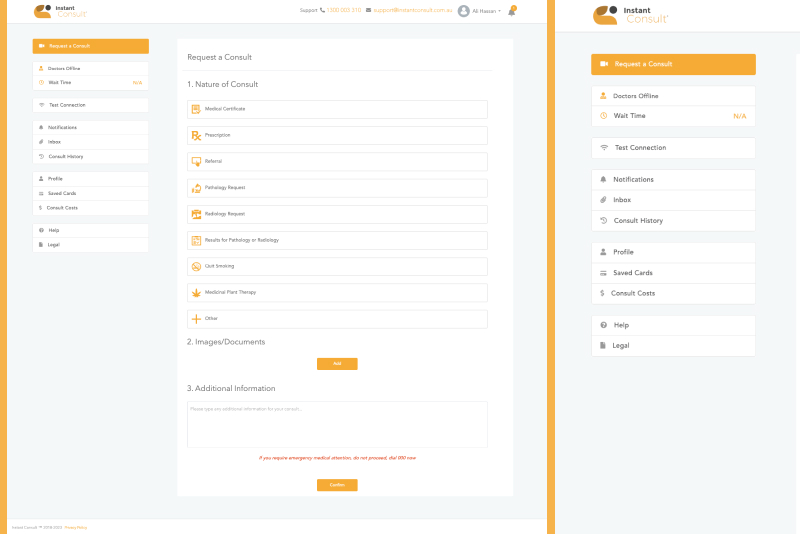 Instant
Consult
Support 1300 003 510 support@instantconsult.com.au Ali Hassan
Request a Consult
Doctors Offline
Wait Time N/A
Test Connection
Notifications
Inbox
Consult History
Profile
Saved Cards
Consult Costs
Help
Legal
Request a Consult
1. Nature of Consult
Medical Certificate
Prescription
Referral
Pathology Request
Radiology Request
Results for Pathology or Radiology
Quit Smoking
Medicinal Plant Therapy
Other
2. Images/Documents
Add
3. Additional Information
Please type any additional information for your consult...
If you require emergency medical attention, do not proceed, dial 000 now
Confirm
Instant Consult ™ 2018-2023 Privacy Policy
Instant
Consult
Request a Consult
Doctors Offline
Wait Time N/A
Test Connection
Notifications
Inbox
Consult History
Profile
Saved Cards
Consult Costs
Help
Legal